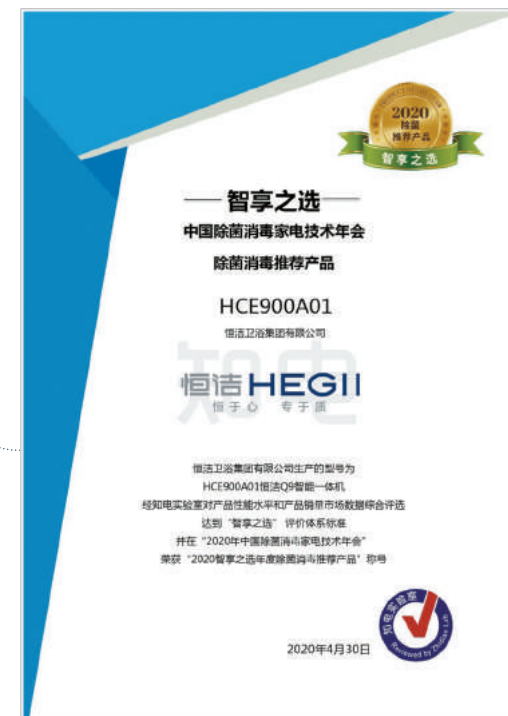 2020
除菌
推荐产品
智享之选
智享之选
中国除菌消毒家电技术年会
除菌消毒推荐产品
HCE900A01
恒洁卫浴集团有限公司
知电
恒洁 HEGII
恒于心 专于质
恒洁卫浴集团有限公司生产的型号为
HCE900A01恒洁Q9智能一体机
经知电实验室对产品性能水平和产品销量市场数据综合评选
达到“智享之选”评价体系标准
并在“2020年中国除菌消毒家电技术年会”
荣获“2020智享之选年度除菌消毒推荐产品”称号
知电实验室
Reviewed by Zhidian Lab
2020年4月30日